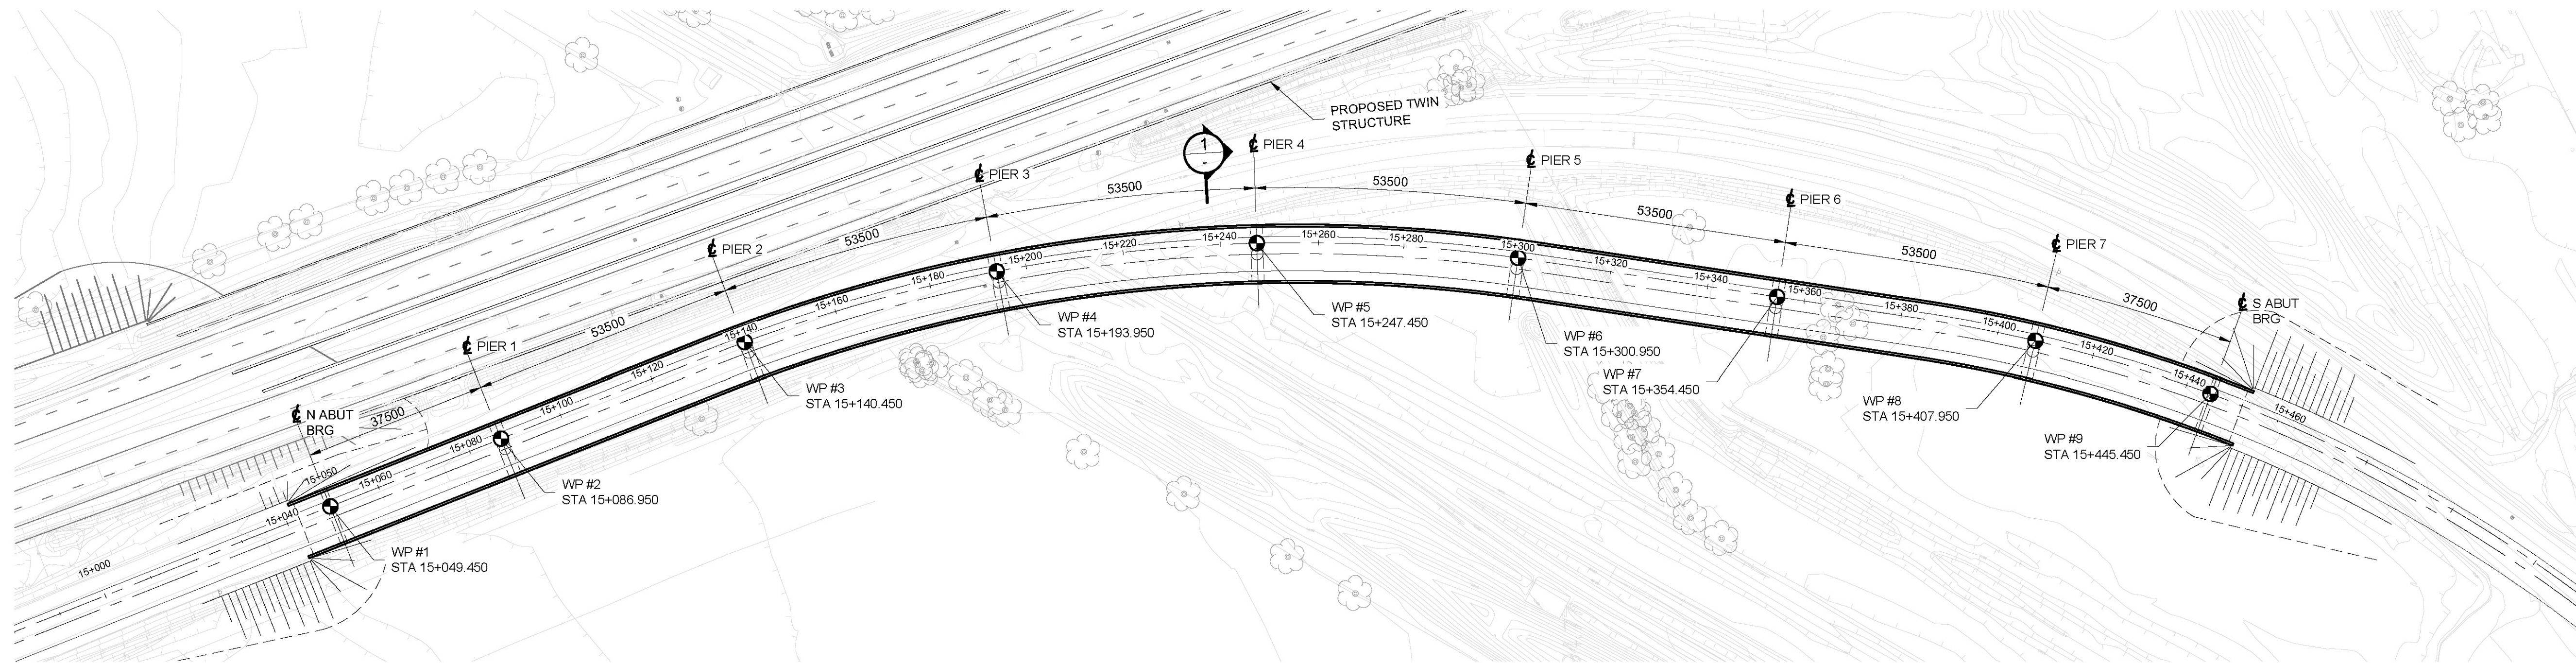 PROPOSED TWIN
STRUCTURE
1
-
℄ PIER 4
℄ PIER 5
℄ PIER 3
℄ PIER 6
℄ PIER 2
℄ PIER 7
℄ PIER 1
℄ S ABUT
BRG
℄ N ABUT
BRG
37500
53500
53500
53500
53500
53500
53500
37500
15+000
15+040
15+050
15+060
15+080
15+100
15+120
15+140
15+160
15+180
15+200
15+220
15+240
15+260
15+280
15+300
15+320
15+340
15+360
15+380
15+400
15+420
15+440
15+460
WP #1
STA 15+049.450
WP #2
STA 15+086.950
WP #3
STA 15+140.450
WP #4
STA 15+193.950
WP #5
STA 15+247.450
WP #6
STA 15+300.950
WP #7
STA 15+354.450
WP #8
STA 15+407.950
WP #9
STA 15+445.450